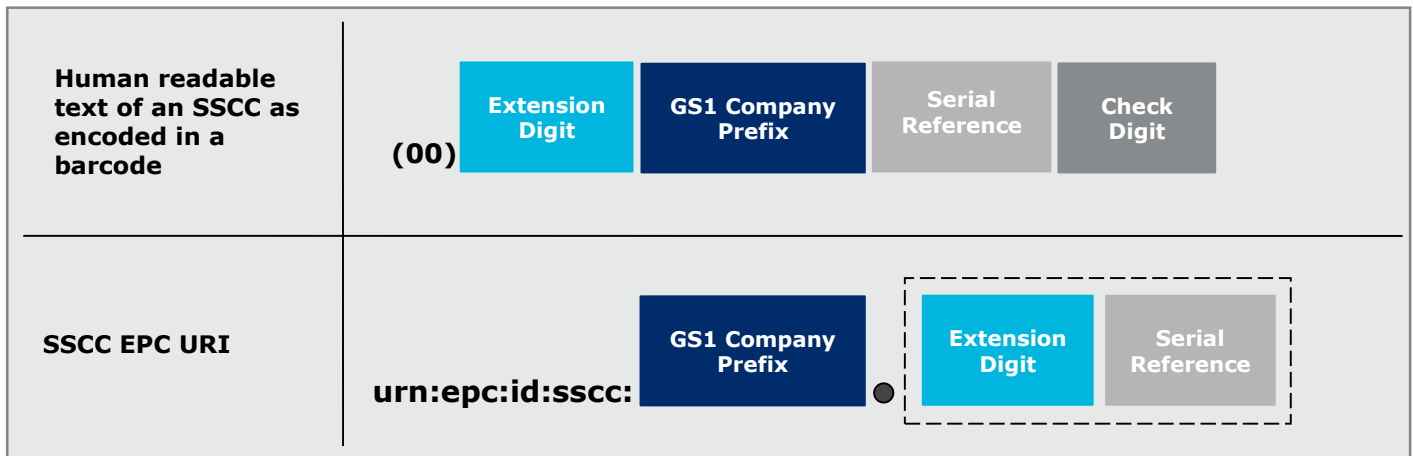 Human readable
text of an SSCC as
encoded in a
barcode
(00)
Extension
Digit
GS1 Company
Prefix
Serial
Reference
Check
Digit
SSCC EPC URI
urn:epc:id:sscc:
GS1 Company
Prefix
Extension
Digit
Serial
Reference